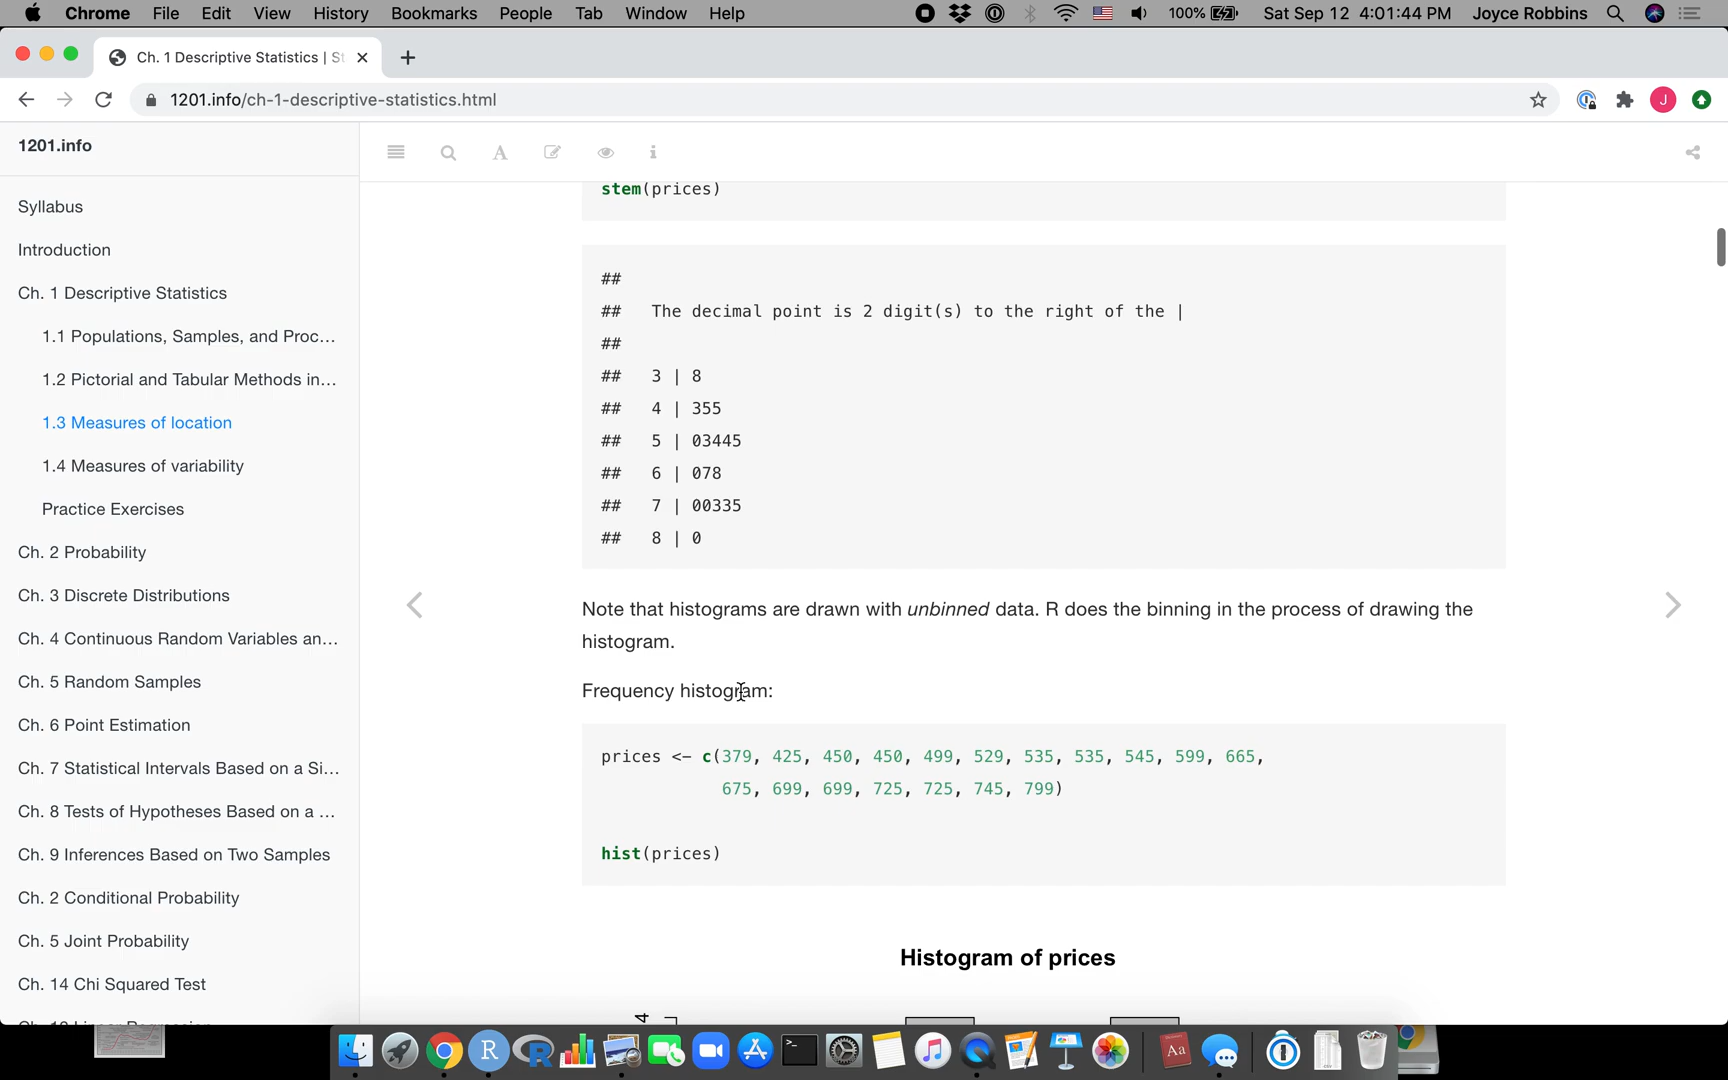 Chrome File Edit View History Bookmarks People Tab Window Help 100% Sat Sep 12 4:01:44 PM Joyce Robbins
Ch. 1 Descriptive Statistics | St
1201.info/ch-1-descriptive-statistics.html
J
1201.info
Syllabus
Introduction
Ch. 1 Descriptive Statistics
1.1 Populations, Samples, and Proc...
1.2 Pictorial and Tabular Methods in...
1.3 Measures of location
1.4 Measures of variability
Practice Exercises
Ch. 2 Probability
Ch. 3 Discrete Distributions
Ch. 4 Continuous Random Variables an...
Ch. 5 Random Samples
Ch. 6 Point Estimation
Ch. 7 Statistical Intervals Based on a Si...
Ch. 8 Tests of Hypotheses Based on a ...
Ch. 9 Inferences Based on Two Samples
Ch. 2 Conditional Probability
Ch. 5 Joint Probability
Ch. 14 Chi Squared Test
stem(prices)
##
## The decimal point is 2 digit(s) to the right of the |
##
## 3 | 8
## 4 | 355
## 5 | 03445
## 6 | 078
## 7 | 00335
## 8 | 0
Note that histograms are drawn with unbinned data. R does the binning in the process of drawing the
histogram.
Frequency histogram:
prices <- c(379, 425, 450, 450, 499, 529, 535, 535, 545, 599, 665,
675, 699, 699, 725, 725, 745, 799)
hist(prices)
Histogram of prices
4